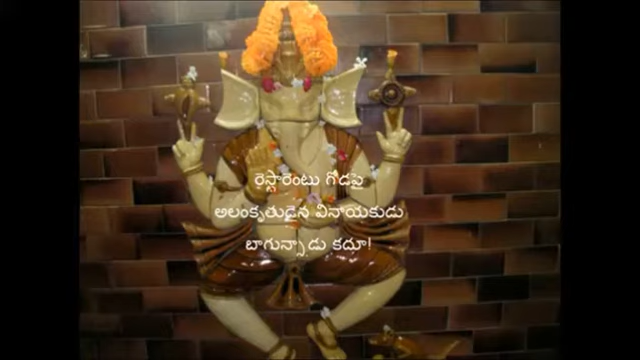 రెస్టారెంటు గోడపై
అలంకృతుడైన వినాయకుడు
బాగున్నాడు కదూ!